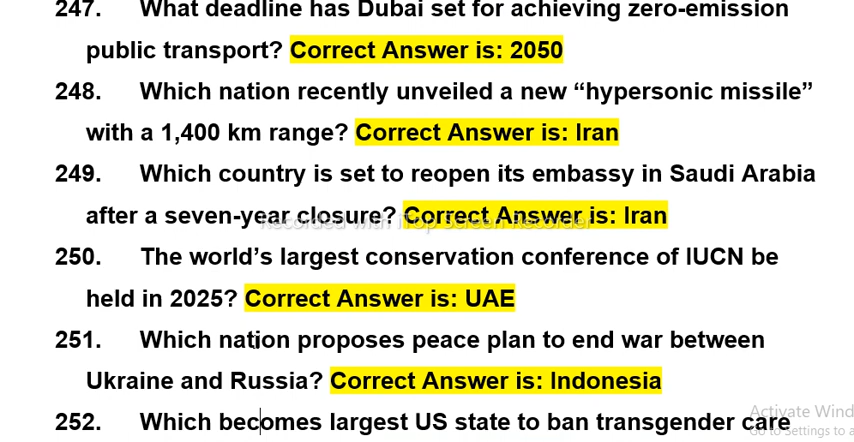 247. What deadline has Dubai set for achieving zero-emission
public transport? Correct Answer is: 2050
248. Which nation recently unveiled a new “hypersonic missile”
with a 1,400 km range? Correct Answer is: Iran
249. Which country is set to reopen its embassy in Saudi Arabia
after a seven-year closure? Correct Answer is: Iran
Recorded with iTop Screen Recorder
250. The world’s largest conservation conference of IUCN be
held in 2025? Correct Answer is: UAE
251. Which nation proposes peace plan to end war between
Ukraine and Russia? Correct Answer is: Indonesia
252. Which becomes largest US state to ban transgender care
Activate Wind
Go to Settings to a